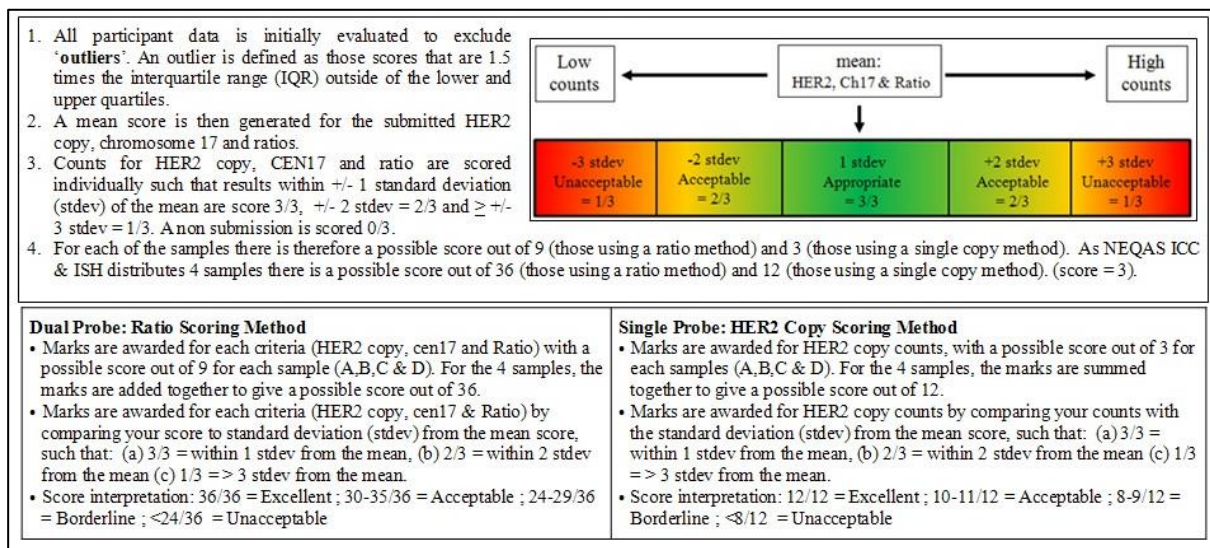 1. All participant data is initially evaluated to exclude
‘outliers’. An outlier is defined as those scores that are 1.5
times the interquartile range (IQR) outside of the lower and
upper quartiles.
2. A mean score is then generated for the submitted HER2
copy, chromosome 17 and ratios.
3. Counts for HER2 copy, CEN17 and ratio are scored
individually such that results within +/- 1 standard deviation
(stdev) of the mean are score 3/3, +/- 2 stdev = 2/3 and ≥ +/-
3 stdev = 1/3. A non submission is scored 0/3.
4. For each of the samples there is therefore a possible score out of 9 (those using a ratio method) and 3 (those using a single copy method). As NEQAS ICC
& ISH distributes 4 samples there is a possible score out of 36 (those using a ratio method) and 12 (those using a single copy method). (score = 3).
Low
counts
mean:
HER2, Ch17 & Ratio
High
counts
-3 stdev
Unacceptable
= 1/3
-2 stdev
Acceptable
= 2/3
1 stdev
Appropriate
= 3/3
+2 stdev
Acceptable
= 2/3
+3 stdev
Unacceptable
= 1/3
Dual Probe: Ratio Scoring Method
• Marks are awarded for each criteria (HER2 copy, cen17 and Ratio) with a
possible score out of 9 for each sample (A,B,C & D). For the 4 samples, the
marks are added together to give a possible score out of 36.
• Marks are awarded for each criteria (HER2 copy, cen17 & Ratio) by
comparing your score to standard deviation (stdev) from the mean score,
such that: (a) 3/3 = within 1 stdev from the mean, (b) 2/3 = within 2 stdev
from the mean (c) 1/3 => 3 stdev from the mean.
• Score interpretation: 36/36 = Excellent ; 30-35/36 = Acceptable ; 24-29/36
= Borderline ; <24/36 = Unacceptable
Single Probe: HER2 Copy Scoring Method
• Marks are awarded for HER2 copy counts, with a possible score out of 3 for
each samples (A,B,C & D). For the 4 samples, the marks are summed
together to give a possible score out of 12.
• Marks are awarded for HER2 copy counts by comparing your counts with
the standard deviation (stdev) from the mean score, such that: (a) 3/3 =
within 1 stdev from the mean, (b) 2/3 = within 2 stdev from the mean (c) 1/3
=> 3 stdev from the mean.
• Score interpretation: 12/12 = Excellent ; 10-11/12 = Acceptable ; 8-9/12 =
Borderline ; <8/12 = Unacceptable